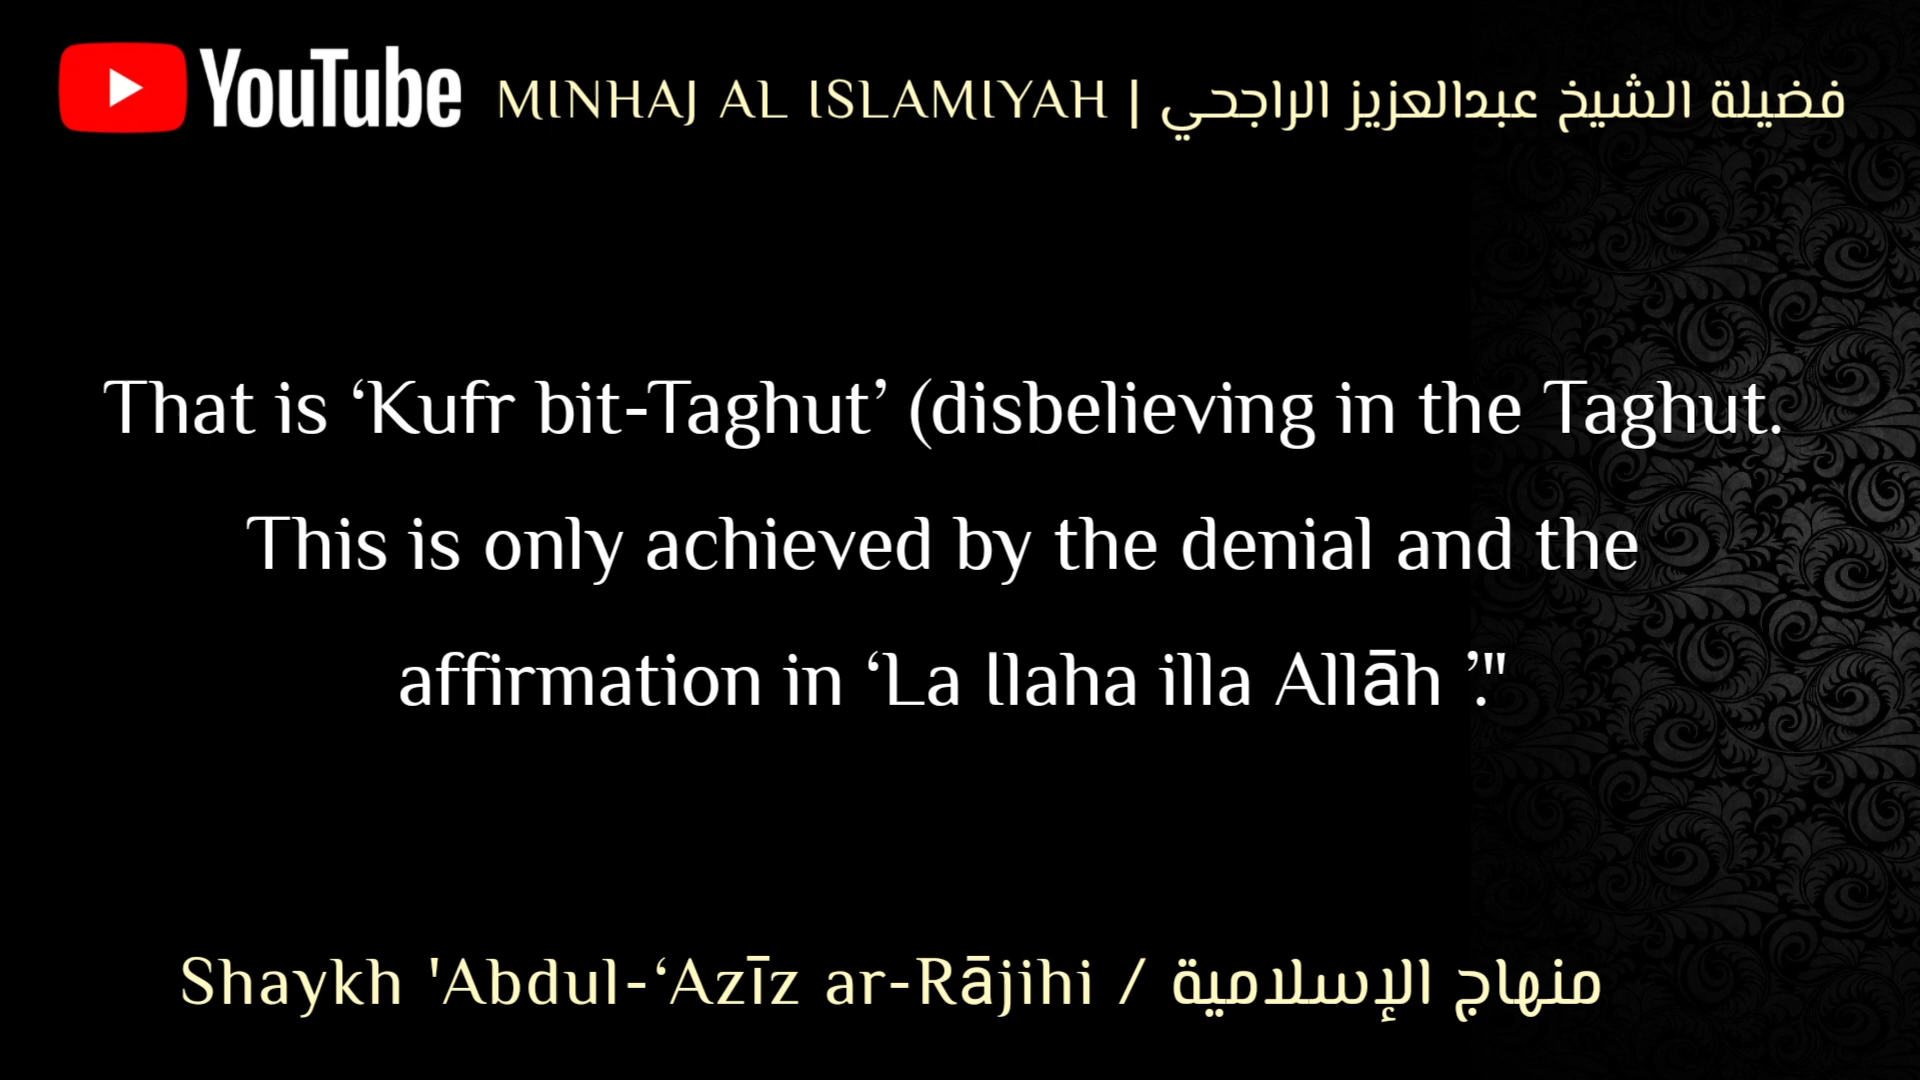 YouTube MINHAJ AL ISLAMIYAH | فضيلة الشيخ عبدالعزيز الراجحي
That is ‘Kufr bit-Taghut’ (disbelieving in the Taghut.
This is only achieved by the denial and the
affirmation in ‘La Ilaha illa Allāh ’."
Shaykh 'Abdul-‘Azīz ar-Rājihi / منهاج الإسلامية